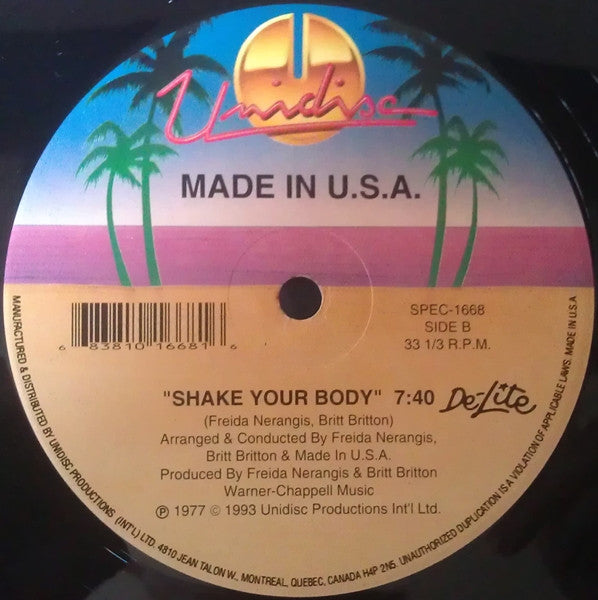 Unidisc
MADE IN U.S.A.
6 83810 16681 6
SPEC-1668
SIDE B
33 1/3 R.P.M.
"SHAKE YOUR BODY" 7:40 De-Lite
(Freida Nerangis, Britt Britton)
Arranged & Conducted By Freida Nerangis,
Britt Britton & Made In U.S.A.
Produced By Freida Nerangis & Britt Britton
Warner-Chappell Music
℗ 1977 © 1993 Unidisc Productions Int'l Ltd.
MANUFACTURED & DISTRIBUTED BY UNIDISC PRODUCTIONS (INT'L) LTD. 4810 JEAN TALON W., MONTREAL, QUEBEC, CANADA H4P 2N5. UNAUTHORIZED DUPLICATION IS A VIOLATION OF APPLICABLE LAWS. MADE IN U.S.A